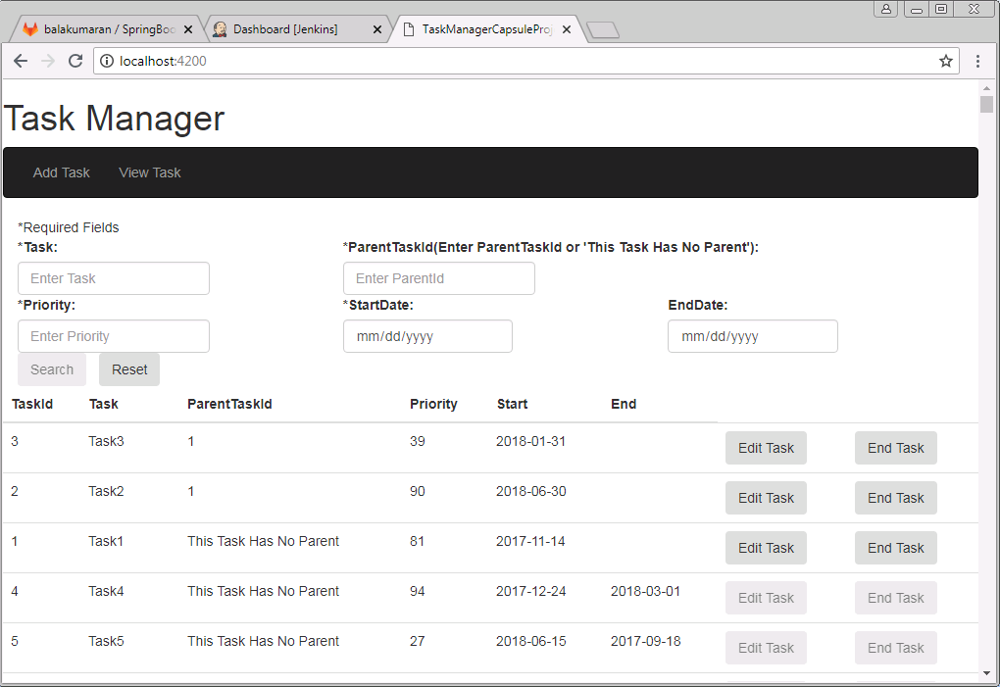 balakumaran / SpringBoo
Dashboard [Jenkins]
TaskManagerCapsuleProj
localhost:4200
Task Manager
Add Task View Task
*Required Fields
*Task: *ParentTaskId(Enter ParentTaskId or 'This Task Has No Parent'):
Enter Task Enter ParentId
*Priority: *StartDate: EndDate:
Enter Priority mm/dd/yyyy mm/dd/yyyy
Search Reset
TaskId Task ParentTaskId Priority Start End
3 Task3 1 39 2018-01-31 Edit Task End Task
2 Task2 1 90 2018-06-30 Edit Task End Task
1 Task1 This Task Has No Parent 81 2017-11-14 Edit Task End Task
4 Task4 This Task Has No Parent 94 2017-12-24 2018-03-01 Edit Task End Task
5 Task5 This Task Has No Parent 27 2018-06-15 2017-09-18 Edit Task End Task